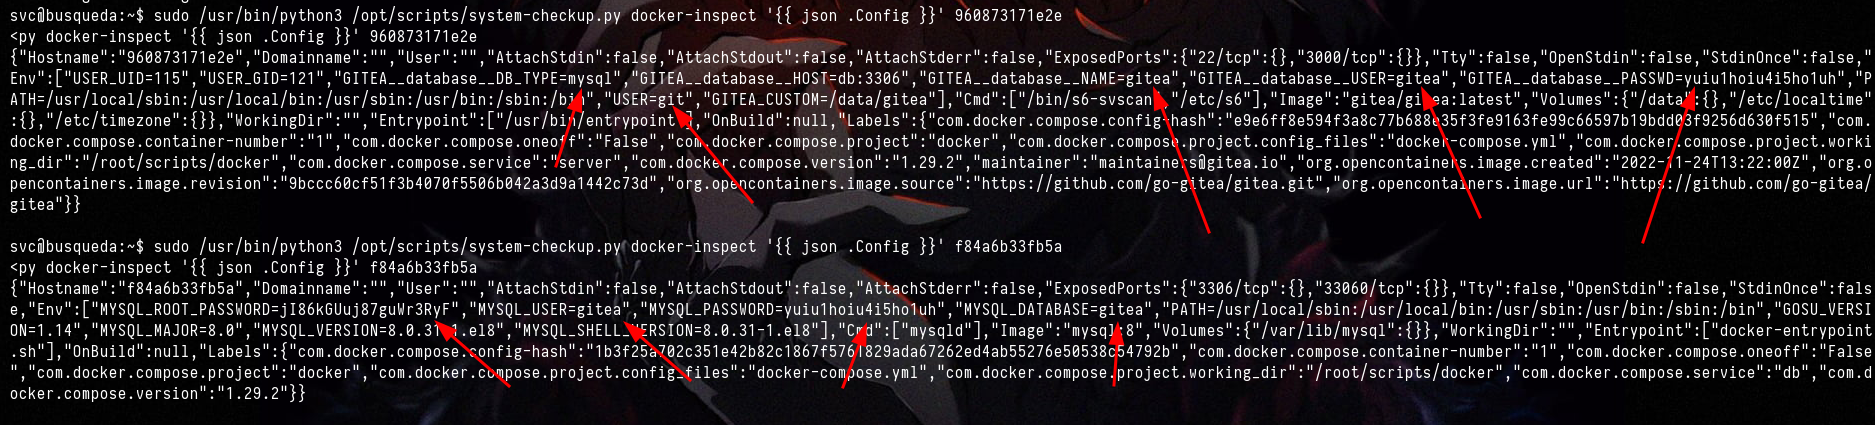 svc@busqueda:~$ sudo /usr/bin/python3 /opt/scripts/system-checkup.py docker-inspect '{{ json .Config }}' 960873171e2e
<py docker-inspect '{{ json .Config }}' 960873171e2e
{"Hostname":"960873171e2e","Domainname":"","User":"","AttachStdin":false,"AttachStdout":false,"AttachStderr":false,"ExposedPorts":{"22/tcp":{},"3000/tcp":{}},"Tty":false,"OpenStdin":false,"StdinOnce":false,"
Env":["USER_UID=115","USER_GID=121","GITEA__database__DB_TYPE=mysql","GITEA__database__HOST=db:3306","GITEA__database__NAME=gitea","GITEA__database__USER=gitea","GITEA__database__PASSWD=yuiu1hoiu4i5ho1uh","P
ATH=/usr/local/sbin:/usr/local/bin:/usr/sbin:/usr/bin:/sbin:/bin","USER=git","GITEA_CUSTOM=/data/gitea"],"Cmd":["/bin/s6-svscan","/etc/s6"],"Image":"gitea/gitea:latest","Volumes":{"/data":{},"/etc/localtime"
:{},"/etc/timezone":{}},"WorkingDir":"","Entrypoint":["/usr/bin/entrypoint"],"OnBuild":null,"Labels":{"com.docker.compose.config-hash":"e9e6ff8e594f3a8c77b688e35f3fe9163fe99c66597b19bdd03f9256d630f515","com.
docker.compose.container-number":"1","com.docker.compose.oneoff":"False","com.docker.compose.project":"docker","com.docker.compose.project.config_files":"docker-compose.yml","com.docker.compose.project.worki
ng_dir":"/root/scripts/docker","com.docker.compose.service":"server","com.docker.compose.version":"1.29.2","maintainer":"maintainers@gitea.io","org.opencontainers.image.created":"2022-11-24T13:22:00Z","org.o
pencontainers.image.revision":"9bccc60cf51f3b4070f5506b042a3d9a1442c73d","org.opencontainers.image.source":"https://github.com/go-gitea/gitea.git","org.opencontainers.image.url":"https://github.com/go-gitea/
gitea"}}
svc@busqueda:~$ sudo /usr/bin/python3 /opt/scripts/system-checkup.py docker-inspect '{{ json .Config }}' f84a6b33fb5a
<py docker-inspect '{{ json .Config }}' f84a6b33fb5a
{"Hostname":"f84a6b33fb5a","Domainname":"","User":"","AttachStdin":false,"AttachStdout":false,"AttachStderr":false,"ExposedPorts":{"3306/tcp":{},"33060/tcp":{}},"Tty":false,"OpenStdin":false,"StdinOnce":fals
e,"Env":["MYSQL_ROOT_PASSWORD=jI86kGUuj87guWr3RyF","MYSQL_USER=gitea","MYSQL_PASSWORD=yuiu1hoiu4i5ho1uh","MYSQL_DATABASE=gitea","PATH=/usr/local/sbin:/usr/local/bin:/usr/sbin:/usr/bin:/sbin:/bin","GOSU_VERSI
ON=1.14","MYSQL_MAJOR=8.0","MYSQL_VERSION=8.0.31-1.el8","MYSQL_SHELL_VERSION=8.0.31-1.el8"],"Cmd":["mysqld"],"Image":"mysql:8","Volumes":{"/var/lib/mysql":{}},"WorkingDir":"","Entrypoint":["docker-entrypoint
.sh"],"OnBuild":null,"Labels":{"com.docker.compose.config-hash":"1b3f25a702c351e42b82c1867f5761829ada67262ed4ab55276e50538c54792b","com.docker.compose.container-number":"1","com.docker.compose.oneoff":"False
","com.docker.compose.project":"docker","com.docker.compose.project.config_files":"docker-compose.yml","com.docker.compose.project.working_dir":"/root/scripts/docker","com.docker.compose.service":"db","com.d
ocker.compose.version":"1.29.2"}}